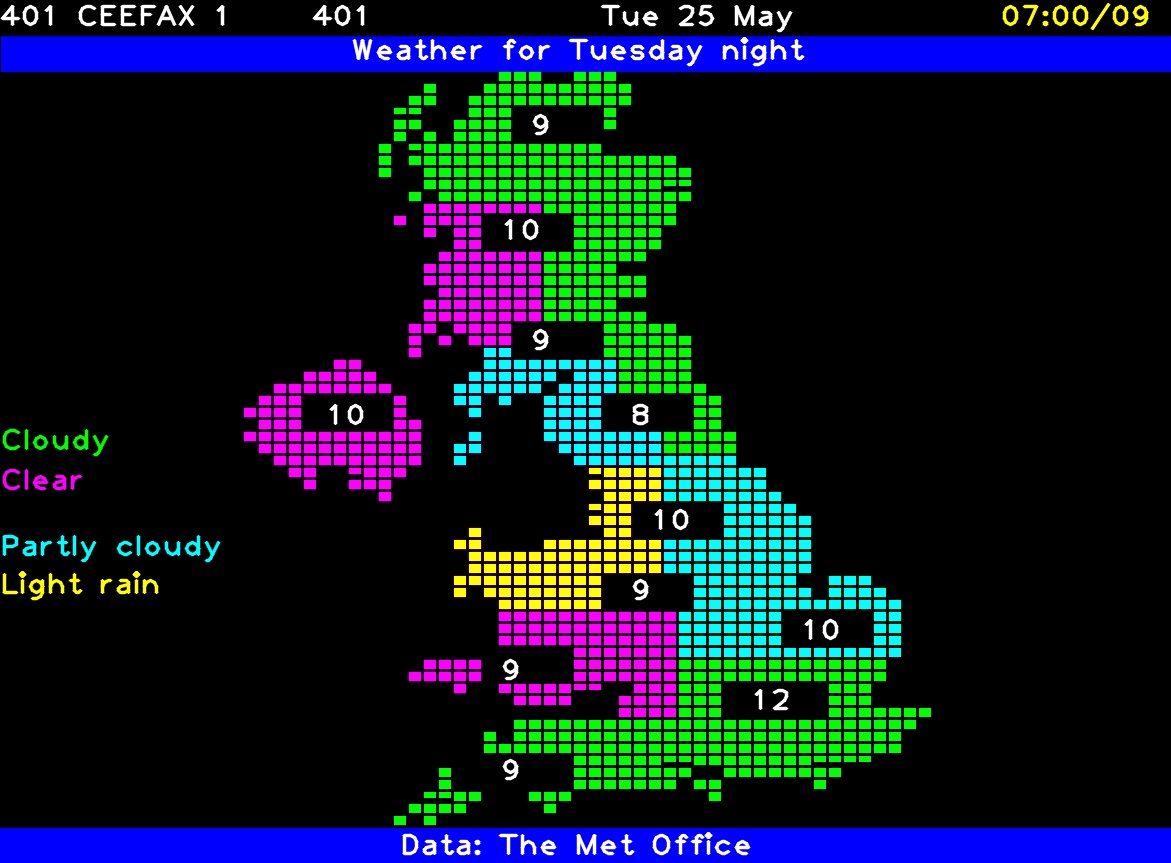 401 CEEFAX 1 401 Tue 25 May 07:00/09
Weather for Tuesday night
9
10
9
10
8
Cloudy
Clear
10
Partly cloudy
Light rain
9
10
9
12
9
Data: The Met Office